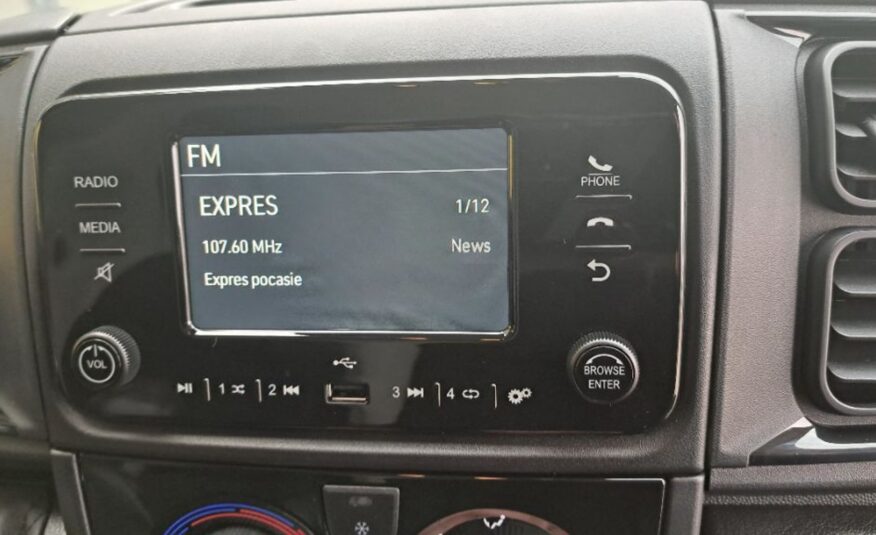 FM
EXPRES 1/12
107.60 MHz News
Expres pocasie
RADIO
MEDIA
PHONE
VOL
1
2
3
4
BROWSE
ENTER